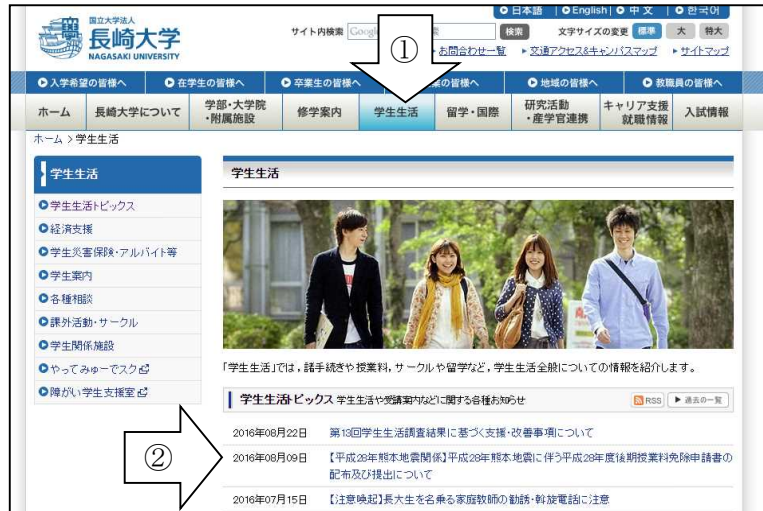 日本語 | English | 中 文 | 한국어
国立大学法人
長崎大学
NAGASAKI UNIVERSITY
サイト内検索 検索 文字サイズの変更 標準 大 特大
お問合わせ一覧 交通アクセス&キャンパスマップ サイトマップ
①
入学希望の皆様へ 在学生の皆様へ 卒業生の皆様へ の皆様へ 地域の皆様へ 教職員の皆様へ
ホーム 長崎大学について 学部・大学院・附属施設 修学案内 学生生活 留学・国際 研究活動・産学官連携 キャリア支援就職情報 入試情報
ホーム > 学生生活
学生生活
学生生活トピックス
経済支援
学生災害保険・アルバイト等
学生案内
各種相談
課外活動・サークル
学生関係施設
やってみゅーでスク
障がい学生支援室
学生生活
「学生生活」では，諸手続きや授業料，サークルや留学など，学生生活全般についての情報を紹介します。
学生生活トピックス 学生生活や受講案内などに関する各種お知らせ RSS 過去の一覧
2016年08月22日 第13回学生生活調査結果に基づく支援・改善事項について
②
2016年08月09日 【平成28年熊本地震関係】平成28年熊本地震に伴う平成28年度後期授業料免除申請書の
配布及び提出について
2016年07月15日 【注意喚起】長大生を名乗る家庭教師の勧誘・斡旋電話に注意